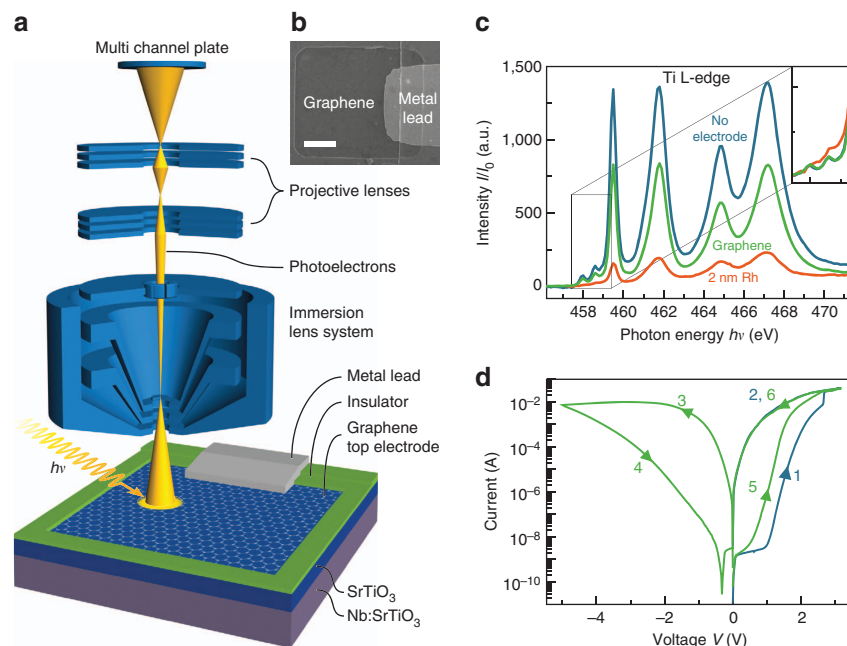 a
Multi channel plate
Projective lenses
Photoelectrons
Immersion
lens system
Metal lead
Insulator
Graphene
top electrode
hν
SrTiO3
Nb:SrTiO3
b
Graphene
Metal
lead
c
Ti L-edge
No
electrode
Graphene
2 nm Rh
Intensity I/I0 (a.u.)
1,500
1,000
500
250
0
458 460 462 464 466 468 470
Photon energy hν (eV)
d
3
2, 6
4
5
1
Current (A)
10−2
10−4
10−6
10−8
10−10
−4 −2 0 2
Voltage V (V)